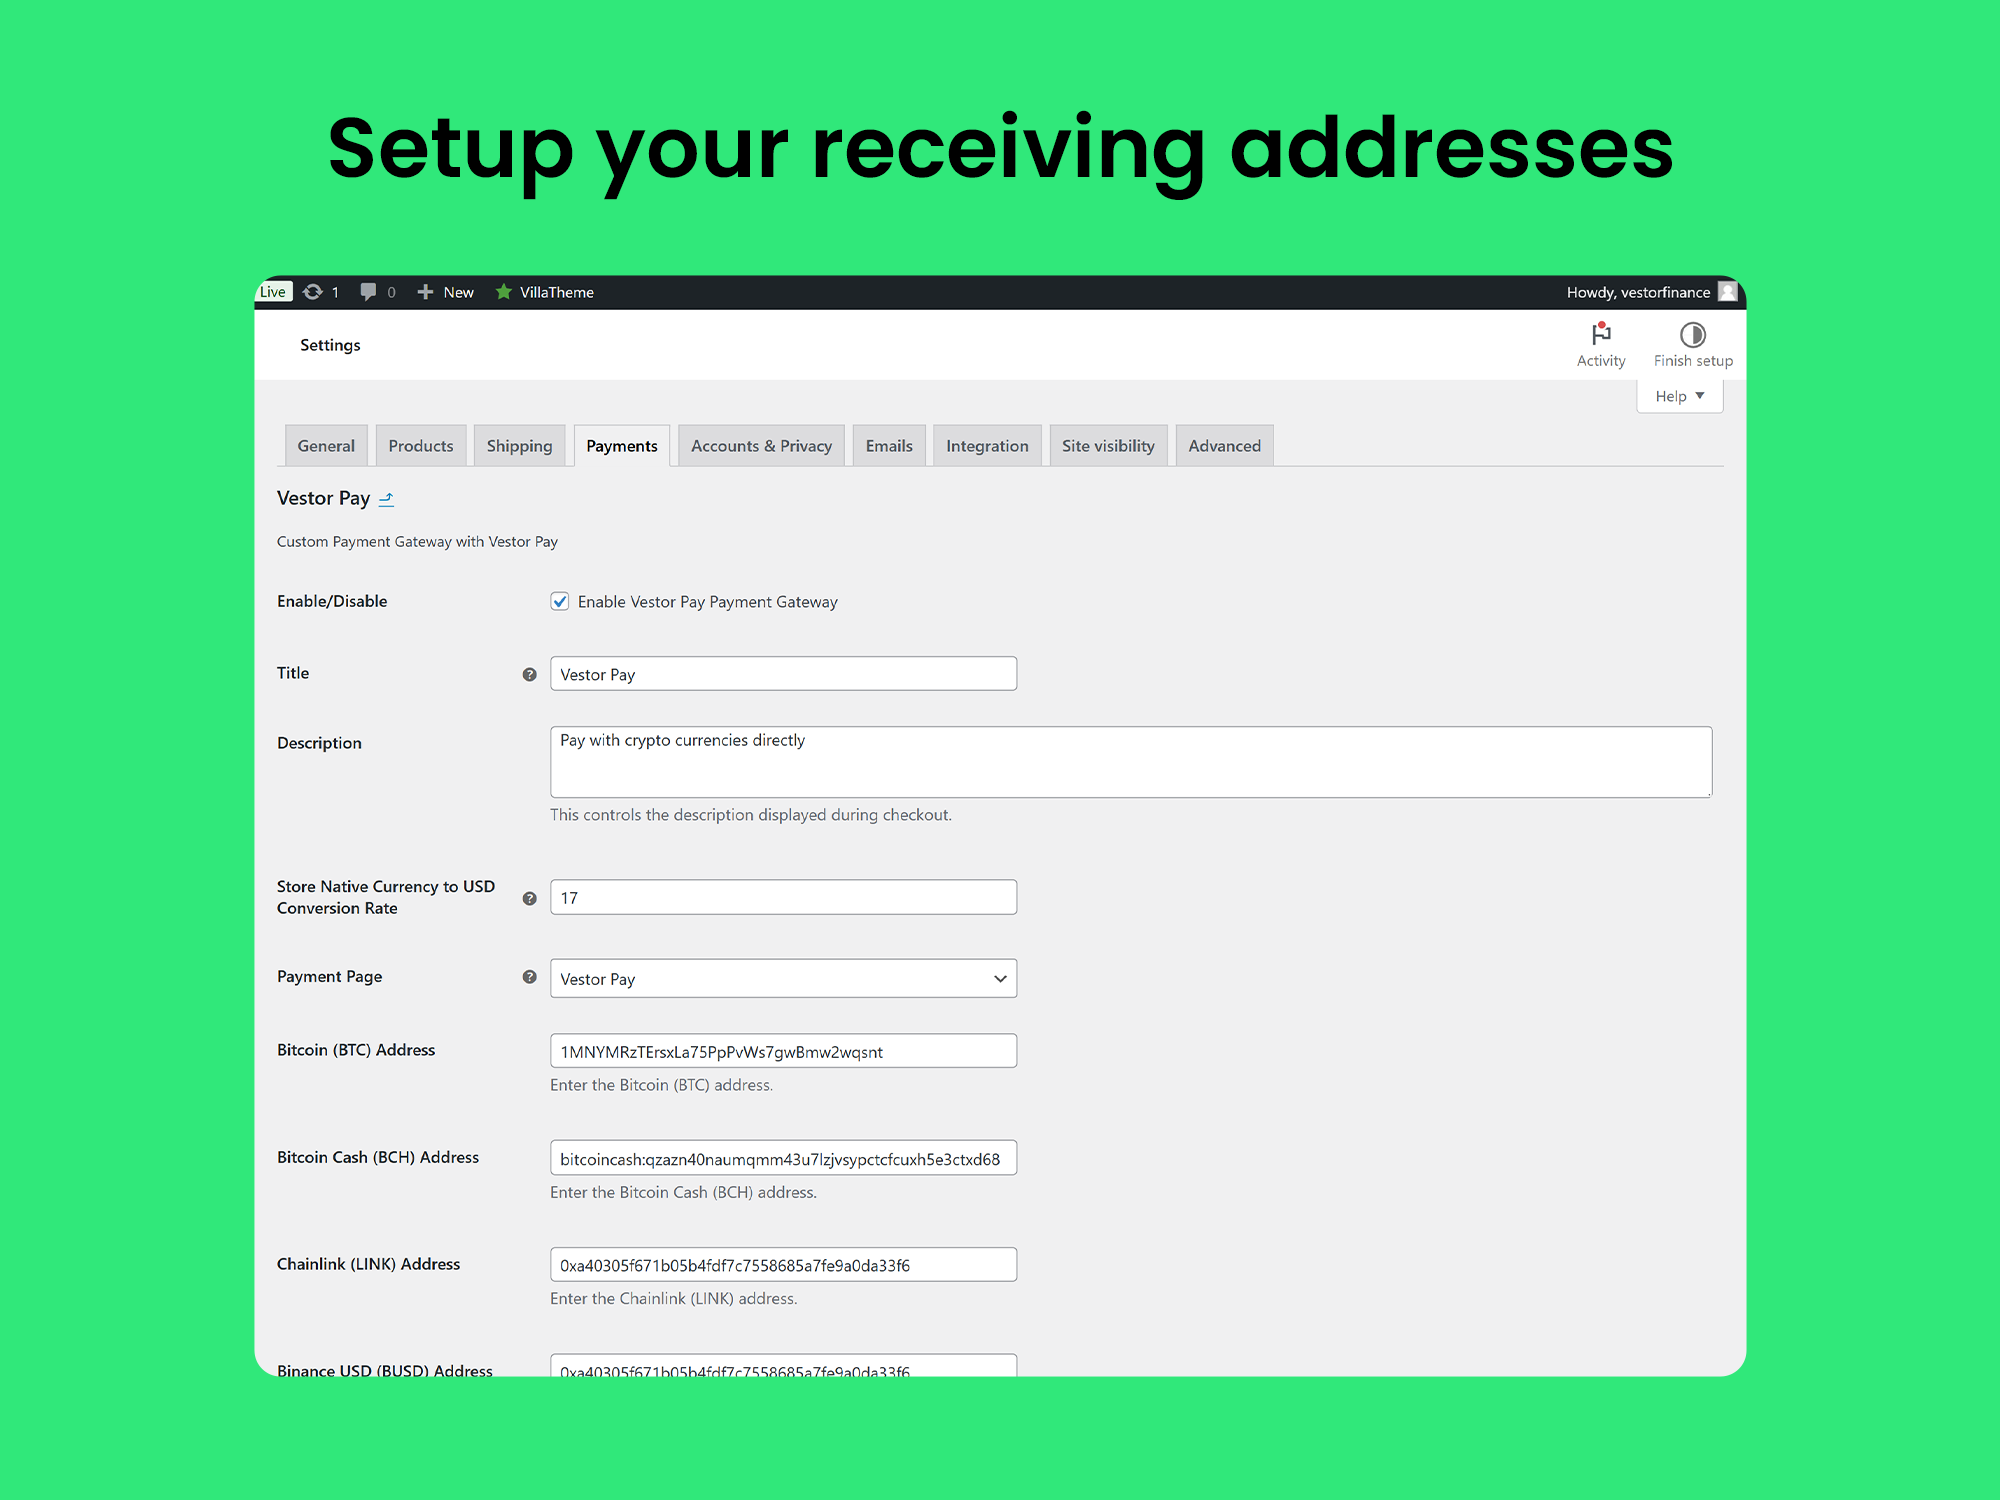 Setup your receiving addresses
Live 1 0 New VillaTheme Howdy, vestorfinance
Settings
Activity Finish setup
Help
General Products Shipping Payments Accounts & Privacy Emails Integration Site visibility Advanced
Vestor Pay
Custom Payment Gateway with Vestor Pay
Enable/Disable Enable Vestor Pay Payment Gateway
Title Vestor Pay
Description Pay with crypto currencies directly
This controls the description displayed during checkout.
Store Native Currency to USD
Conversion Rate 17
Payment Page Vestor Pay
Bitcoin (BTC) Address 1MNYMRzTErsxLa75PpPvWs7gwBmw2wqsnt
Enter the Bitcoin (BTC) address.
Bitcoin Cash (BCH) Address bitcoincash:qzazn40naumqmm43u7lzjvsypctcfcuxh5e3ctxd68
Enter the Bitcoin Cash (BCH) address.
Chainlink (LINK) Address 0xa40305f671b05b4fdf7c7558685a7fe9a0da33f6
Enter the Chainlink (LINK) address.
Binance USD (BUSD) Address 0xa40305f671b05b4fdf7c7558685a7fe9a0da33f6